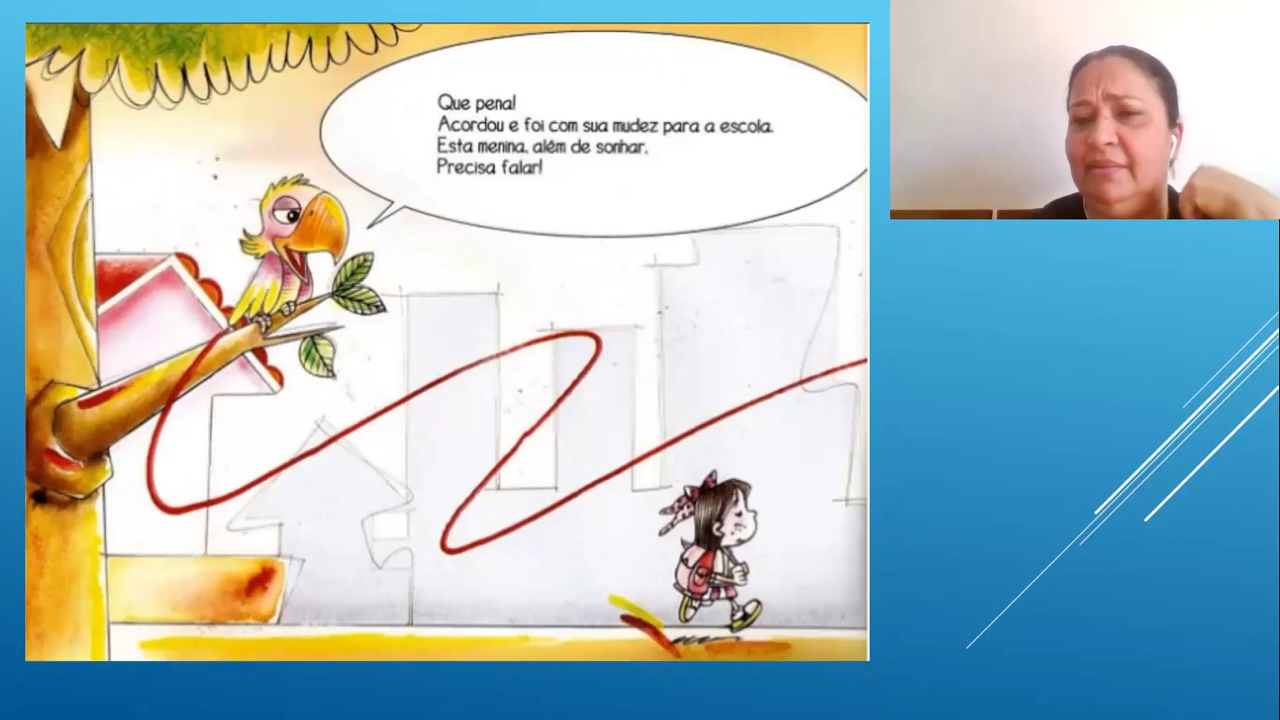 Que pena!
Acordou e foi com sua mudez para a escola.
Esta menina, além de sonhar,
Precisa falar!